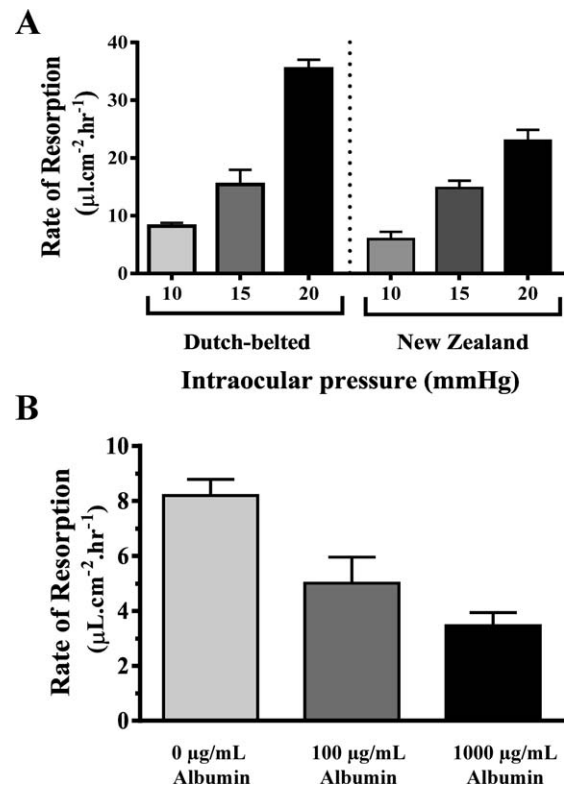 A
Rate of Resorption
(μl.cm-2.hr-1)
40
30
20
10
0
10 15 20 10 15 20
Dutch-belted New Zealand
Intraocular pressure (mmHg)
B
Rate of Resorption
(μL.cm-2.hr-1)
10
8
6
4
2
0
0 μg/mL 100 μg/mL 1000 μg/mL
Albumin Albumin Albumin